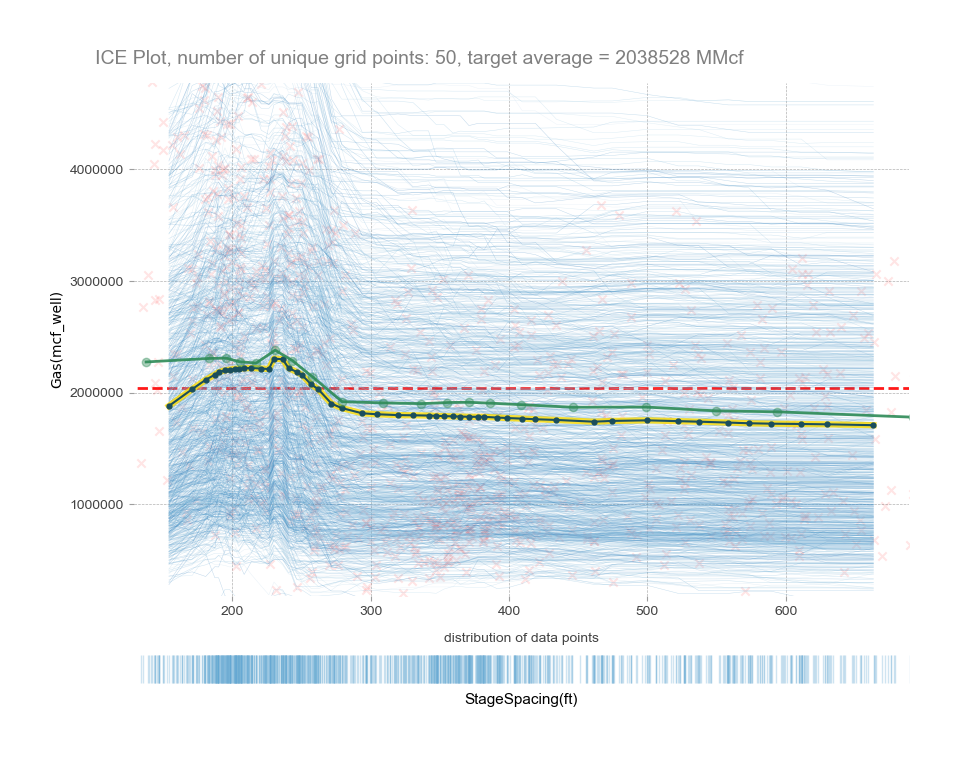 ICE Plot, number of unique grid points: 50, target average = 2038528 MMcf
4000000
3000000
2000000
1000000
Gas(mcf_well)
200 300 400 500 600
distribution of data points
StageSpacing(ft)